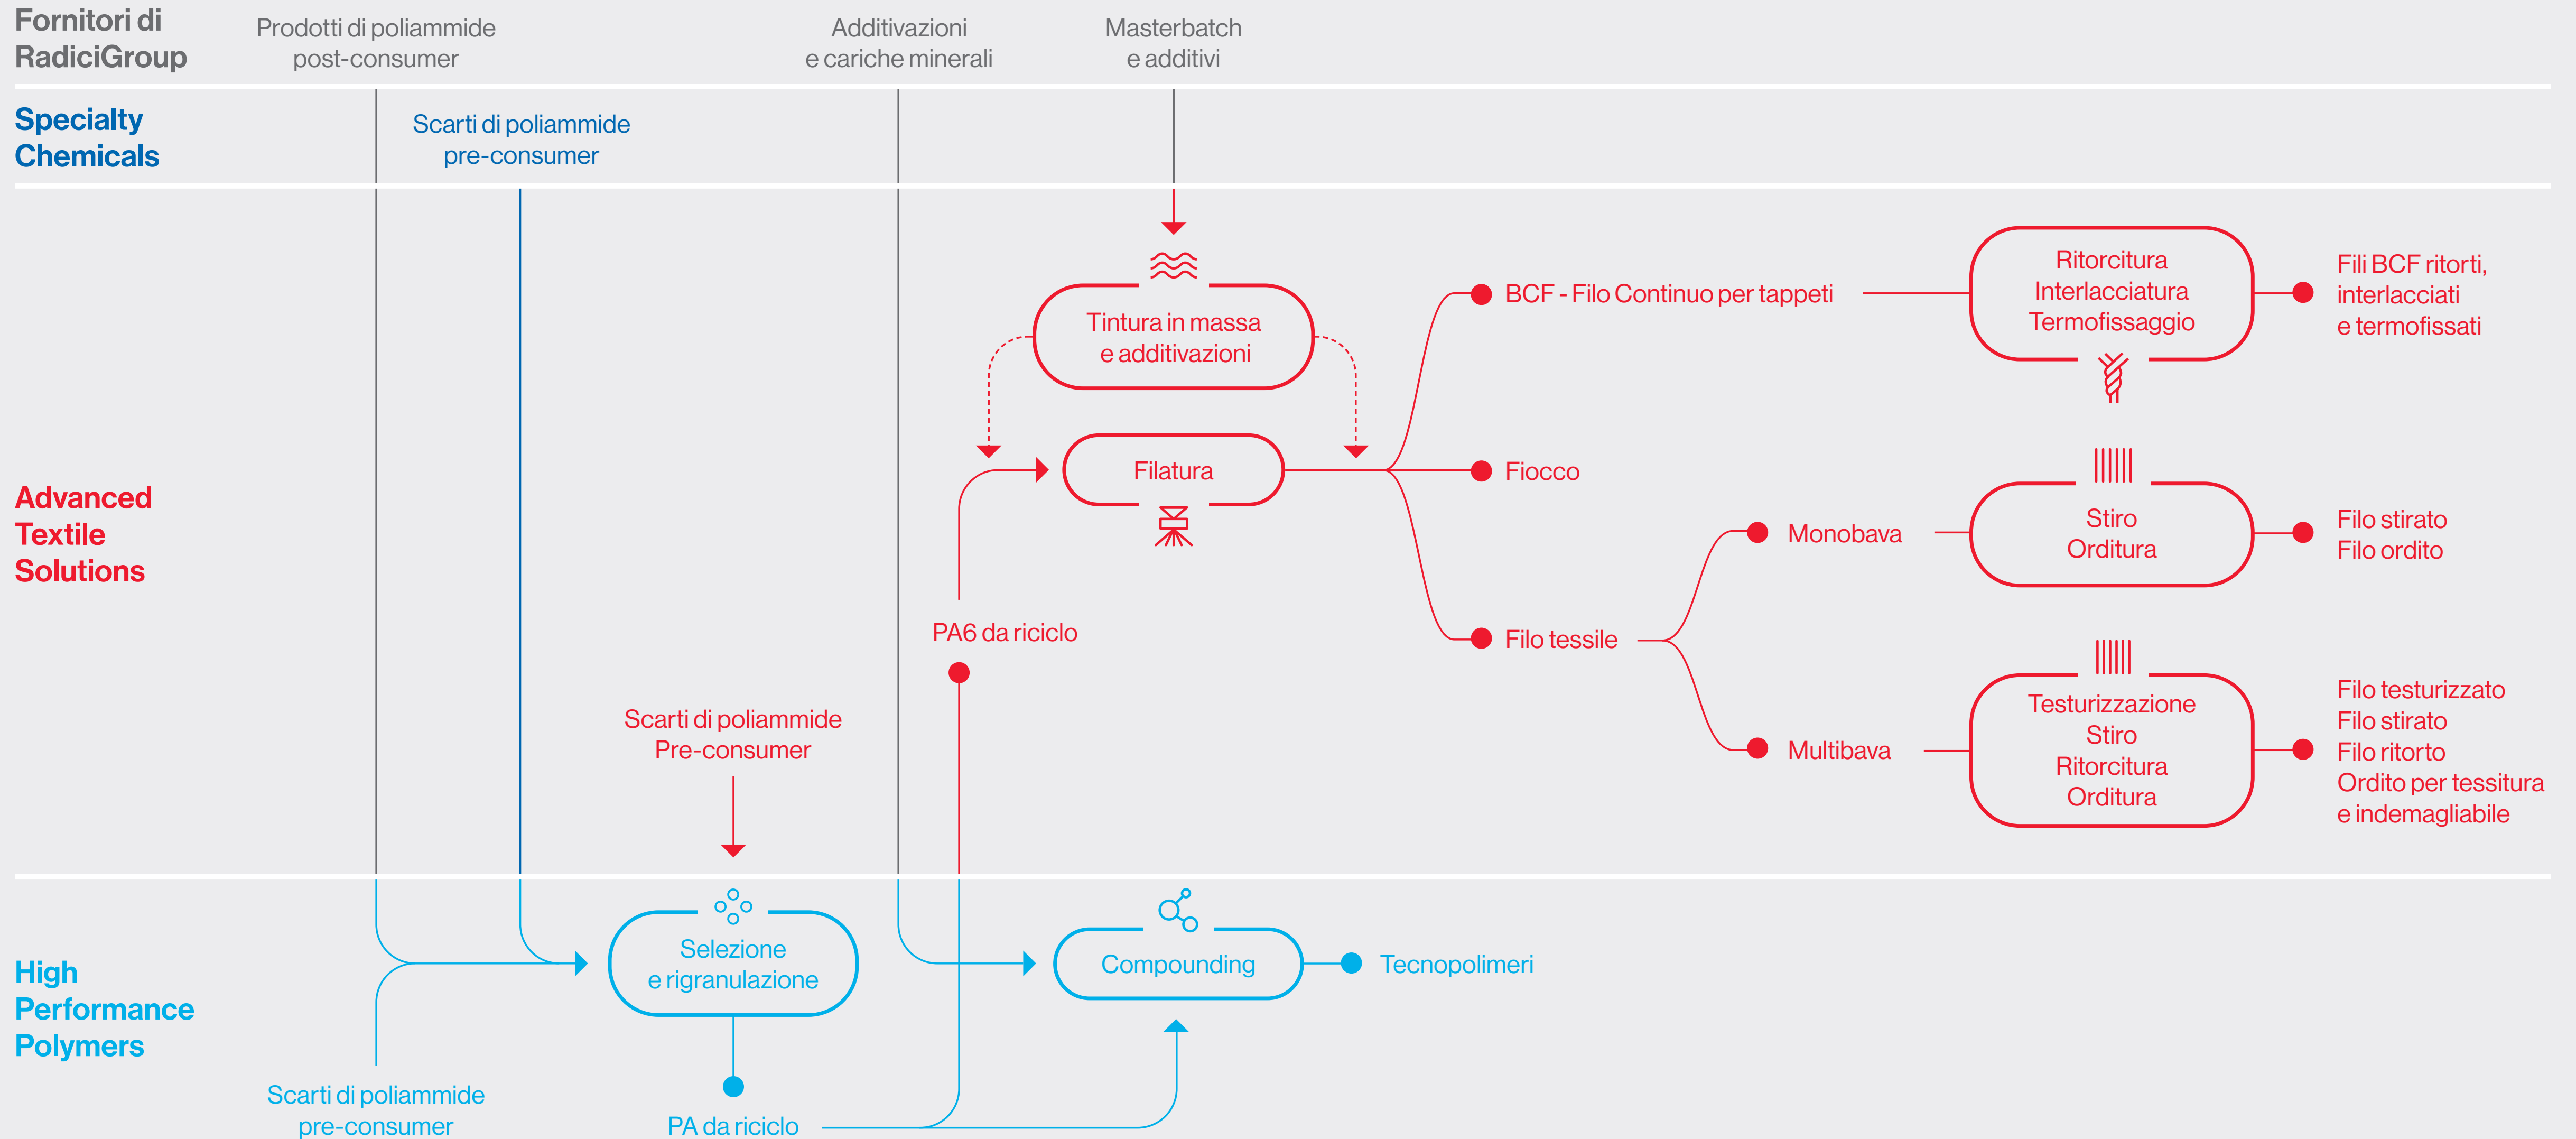 Fornitori di
RadiciGroup
Prodotti di poliammide
post-consumer
Additivazioni
e cariche minerali
Masterbatch
e additivi
Specialty
Chemicals
Scarti di poliammide
pre-consumer
Advanced
Textile
Solutions
Tintura in massa
e additivazioni
Filatura
PA6 da riciclo
Scarti di poliammide
Pre-consumer
BCF - Filo Continuo per tappeti
Fiocco
Filo tessile
Monobava
Multibava
Ritorcitura
Interlacciatura
Termofissaggio
Fili BCF ritorti,
interlacciati
e termofissati
Stiro
Orditura
Filo stirato
Filo ordito
Testurizzazione
Stiro
Ritorcitura
Orditura
Filo testurizzato
Filo stirato
Filo ritorto
Ordito per tessitura
e indemagliabile
High
Performance
Polymers
Selezione
e rigranulazione
Compounding
Tecnopolimeri
Scarti di poliammide
pre-consumer
PA da riciclo